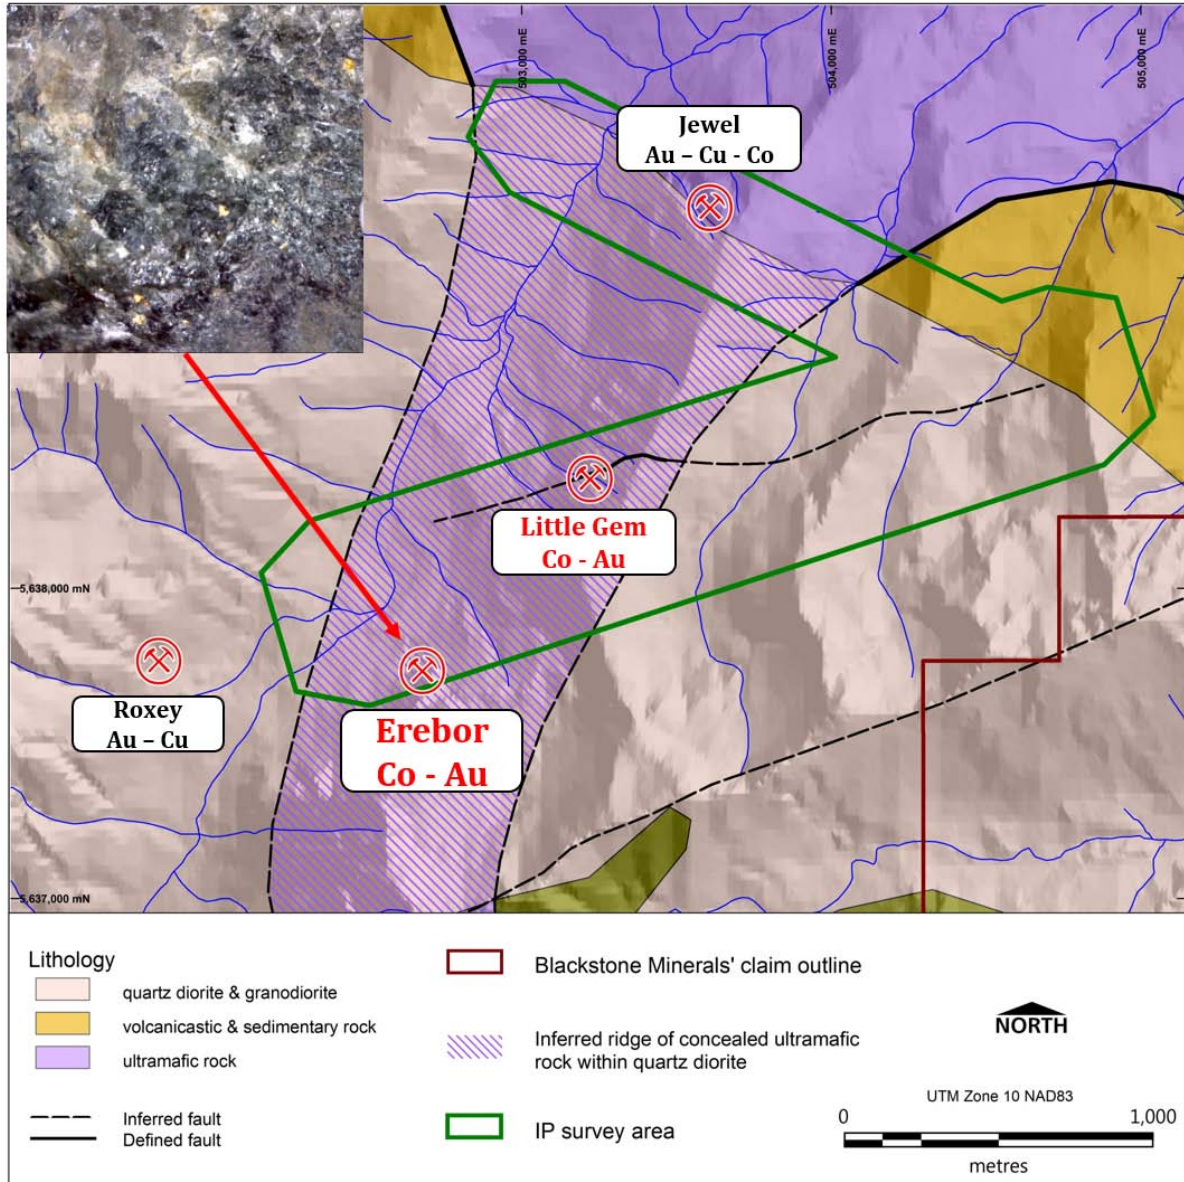 503,000 mE
504,000 mE
505,000 mE
Jewel
Au – Cu - Co
Little Gem
Co - Au
5,638,000 mN
Roxey
Au – Cu
Erebor
Co - Au
5,637,000 mN
Lithology
quartz diorite & granodiorite
volcanicastic & sedimentary rock
ultramafic rock
Inferred fault
Defined fault
Blackstone Minerals' claim outline
Inferred ridge of concealed ultramafic
rock within quartz diorite
IP survey area
NORTH
UTM Zone 10 NAD83
0 1,000
metres